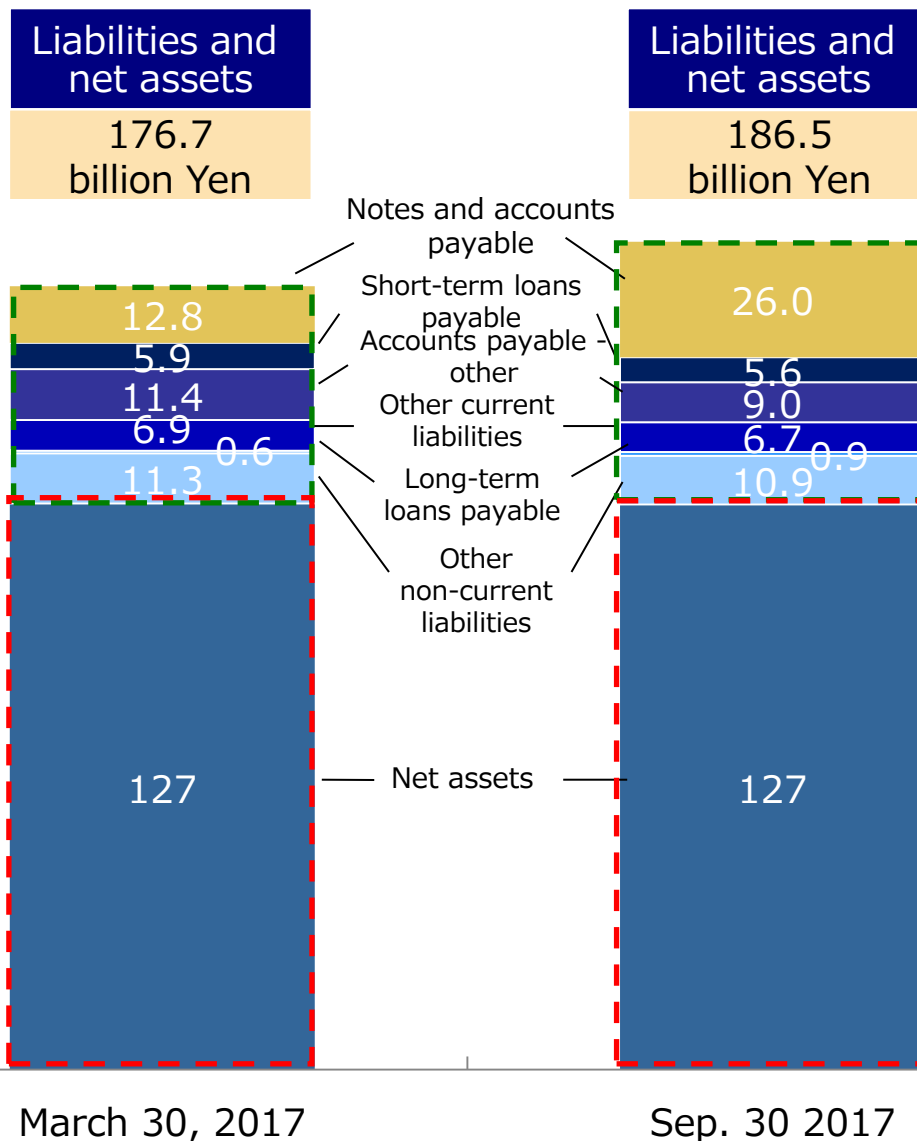 Liabilities and
net assets
176.7
billion Yen
Liabilities and
net assets
186.5
billion Yen
Notes and accounts
payable
Short-term loans
payable
Accounts payable -
other
Other current
liabilities
Long-term
loans payable
Other
non-current
liabilities
Net assets
12.8
5.9
11.4
6.9
0.6
11.3
127
26.0
5.6
9.0
6.7
0.9
10.9
127
March 30, 2017
Sep. 30 2017